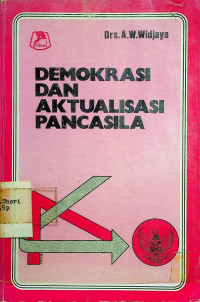 Drs. A.W. Widjaya
DEMOKRASI
DAN
AKTUALISASI
PANCASILA